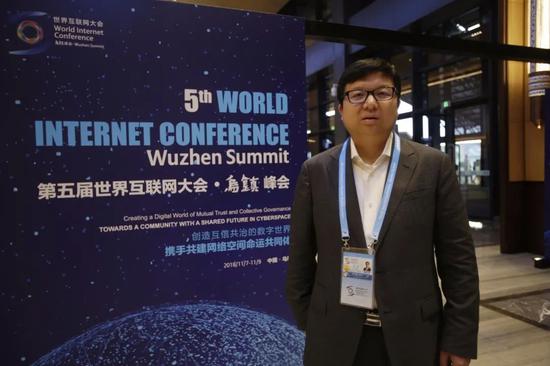 世界互联网大会
World Internet
Conference
乌镇峰会 · Wuzhen Summit
5th WORLD
INTERNET CONFERENCE
Wuzhen Summit
第五届世界互联网大会 · 乌镇 峰会
Creating a Digital World of Mutual Trust and Collective Governance
TOWARDS A COMMUNITY WITH A SHARED FUTURE IN CYBERSPACE
创造互信共治的数字世界
携手共建网络空间命运共同体
2018/11/7-11/9 中国·乌